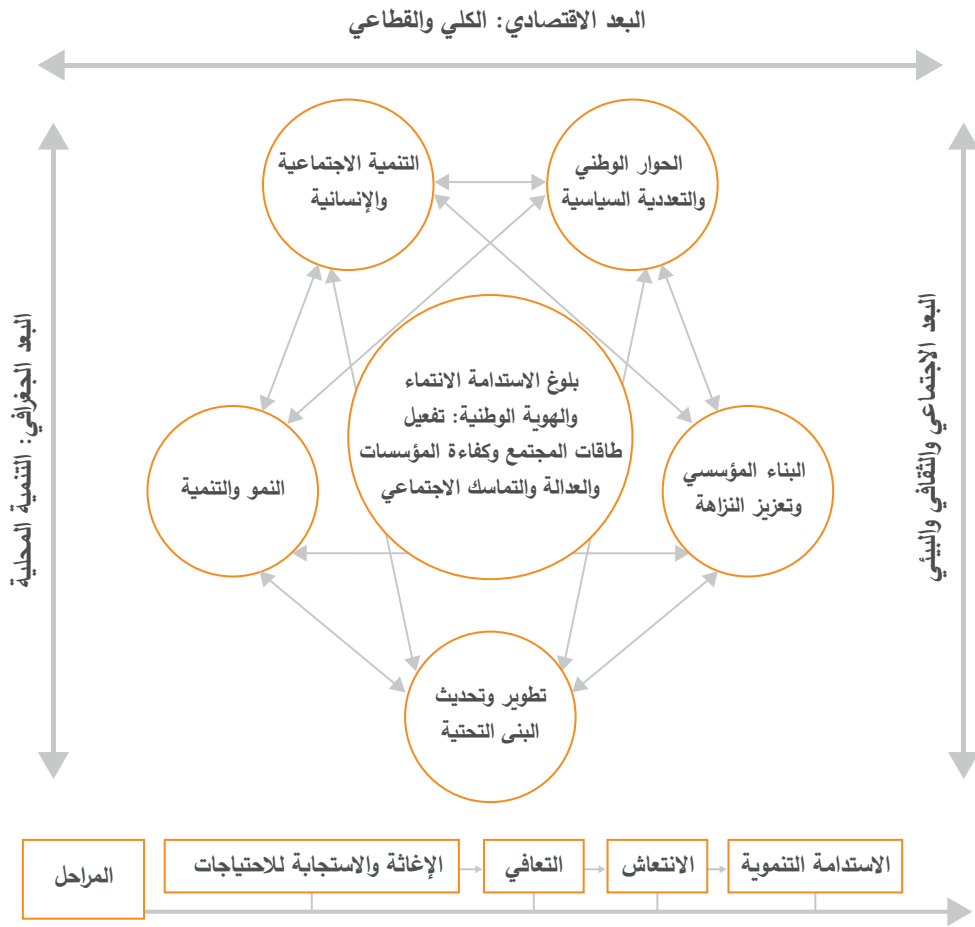 البعد الاقتصادي: الكلي والقطاعي
الحوار الوطني
والتعددية السياسية
التنمية الاجتماعية
والإنسانية
البعد الاجتماعي والثقافي والبيئي
البعد الجغرافي: التنمية المحلية
بلوغ الاستدامة الانتماء
والهوية الوطنية: تفعيل
طاقات المجتمع وكفاءة المؤسسات
والعدالة والتماسك الاجتماعي
البناء المؤسسي
وتعزيز النزاهة
النمو والتنمية
تطوير وتحديث
البنى التحتية
المراحل
الإغاثة والاستجابة للاحتياجات
التعافي
الانتعاش
الاستدامة التنموية